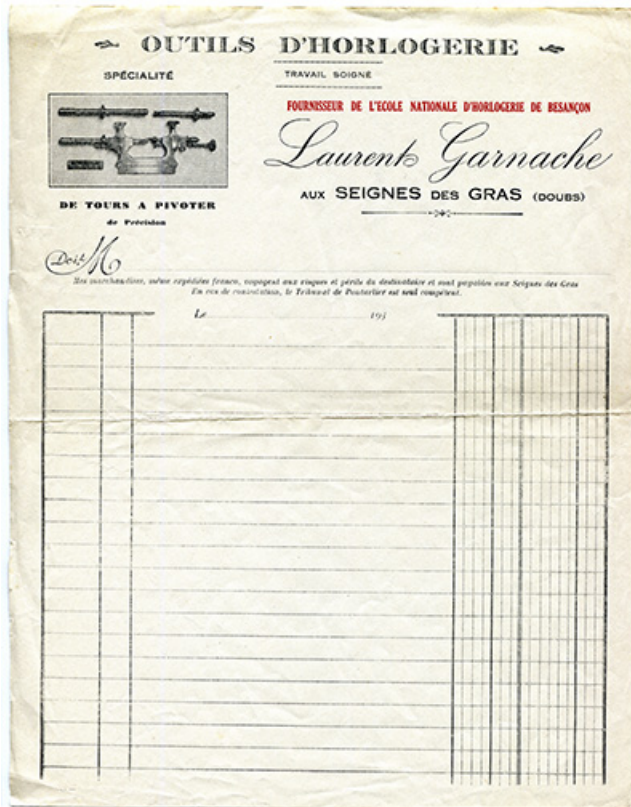 OUTILS D'HORLOGERIE
SPÉCIALITÉ
TRAVAIL SOIGNÉ
FOURNISSEUR DE L'ECOLE NATIONALE D'HORLOGERIE DE BESANÇON
Laurent Garnache
AUX SEIGNES DES GRAS (DOUBS)
DE TOURS A PIVOTER
de Précision
Doit M
Mes marchandises, même expédiées franco, voyagent aux risques et périls du destinataire et sont payables aux Seignes des Gras
En cas de contestation, le Tribunal de Pontarlier est seul compétent.
Le 193